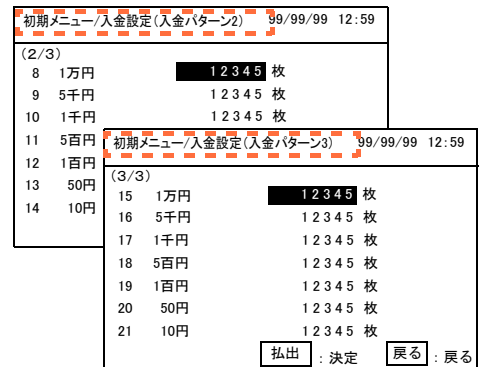 初期メニュー/入金設定(入金パターン2) 99/99/99 12:59
(2/3)
8 1万円 12345 枚
9 5千円 12345 枚
10 1千円 12345 枚
11 5百円
12 1百円
13 50円
14 10円
初期メニュー/入金設定(入金パターン3) 99/99/99 12:59
(3/3)
15 1万円 12345 枚
16 5千円 12345 枚
17 1千円 12345 枚
18 5百円 12345 枚
19 1百円 12345 枚
20 50円 12345 枚
21 10円 12345 枚
払出 : 決定 戻る : 戻る